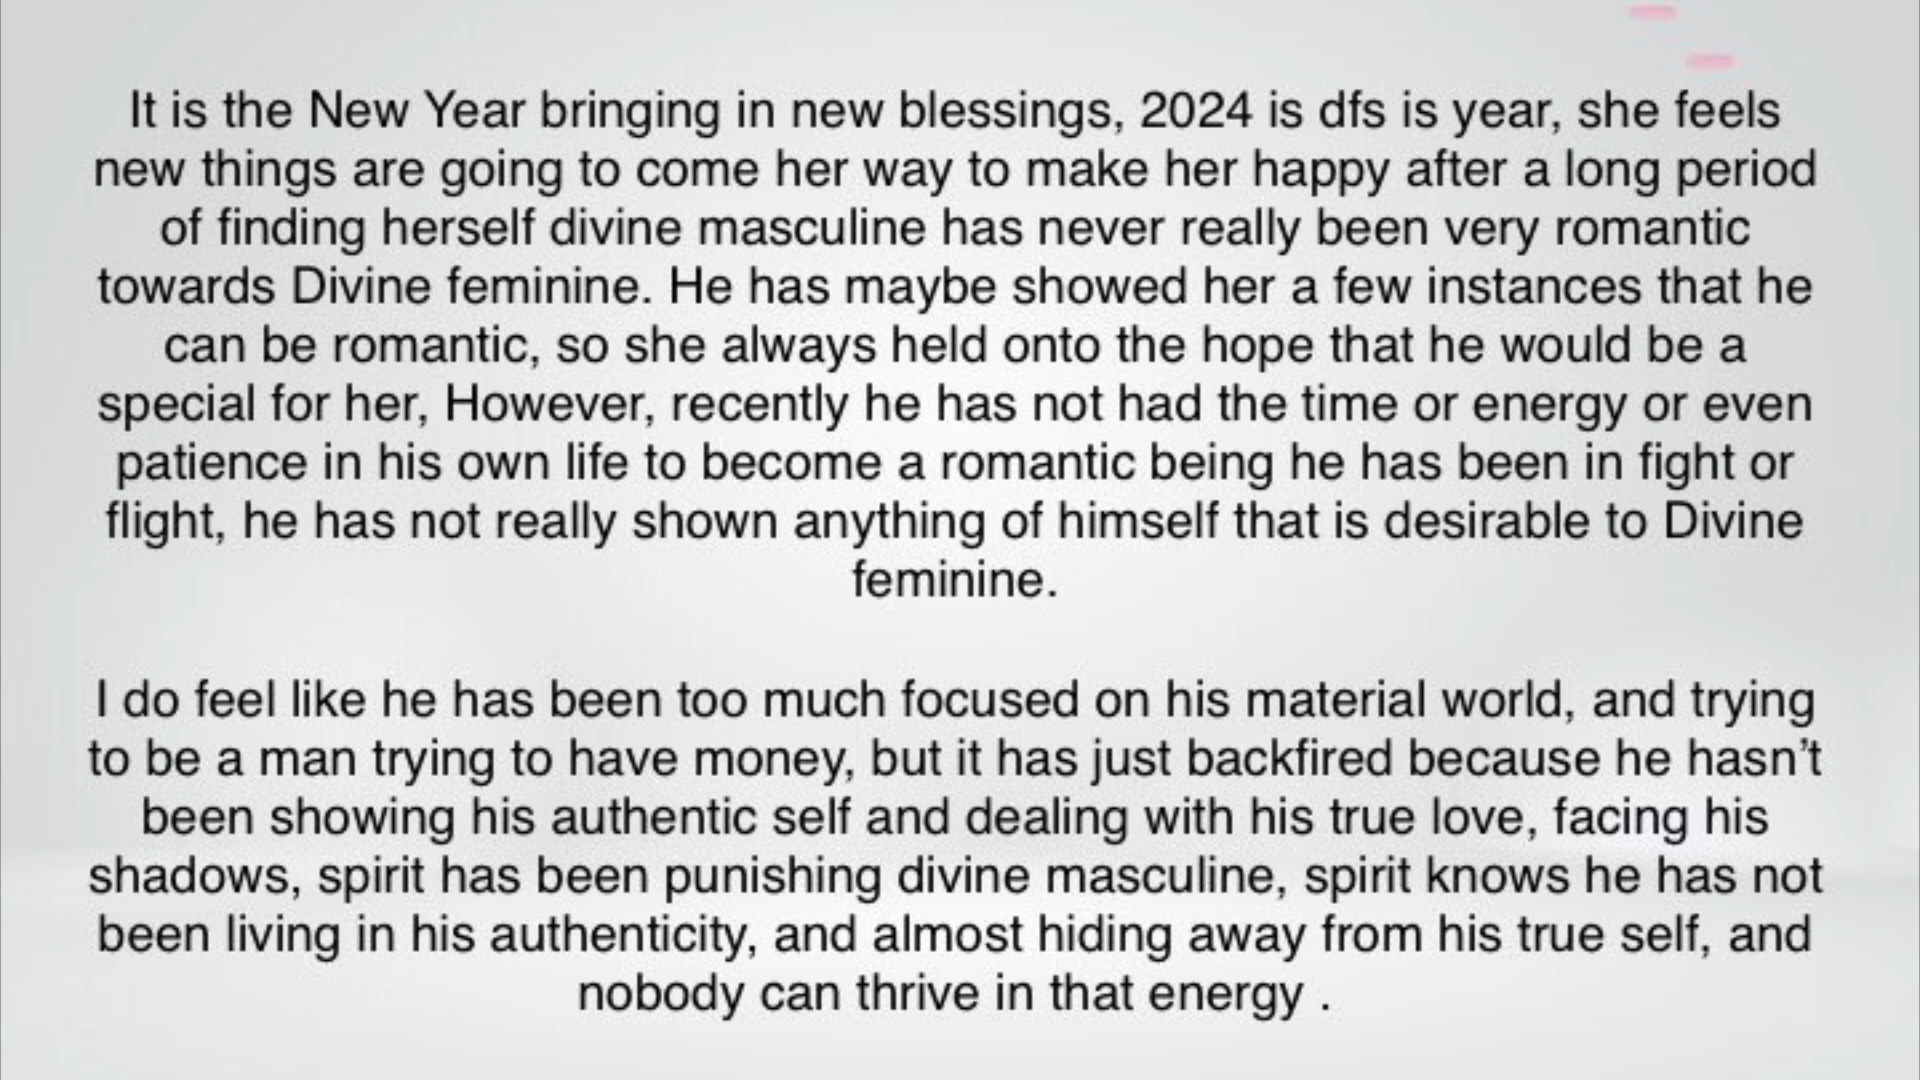 It is the New Year bringing in new blessings, 2024 is dfs is year, she feels
new things are going to come her way to make her happy after a long period
of finding herself divine masculine has never really been very romantic
towards Divine feminine. He has maybe showed her a few instances that he
can be romantic, so she always held onto the hope that he would be a
special for her, However, recently he has not had the time or energy or even
patience in his own life to become a romantic being he has been in fight or
flight, he has not really shown anything of himself that is desirable to Divine
feminine.
I do feel like he has been too much focused on his material world, and trying
to be a man trying to have money, but it has just backfired because he hasn’t
been showing his authentic self and dealing with his true love, facing his
shadows, spirit has been punishing divine masculine, spirit knows he has not
been living in his authenticity, and almost hiding away from his true self, and
nobody can thrive in that energy .